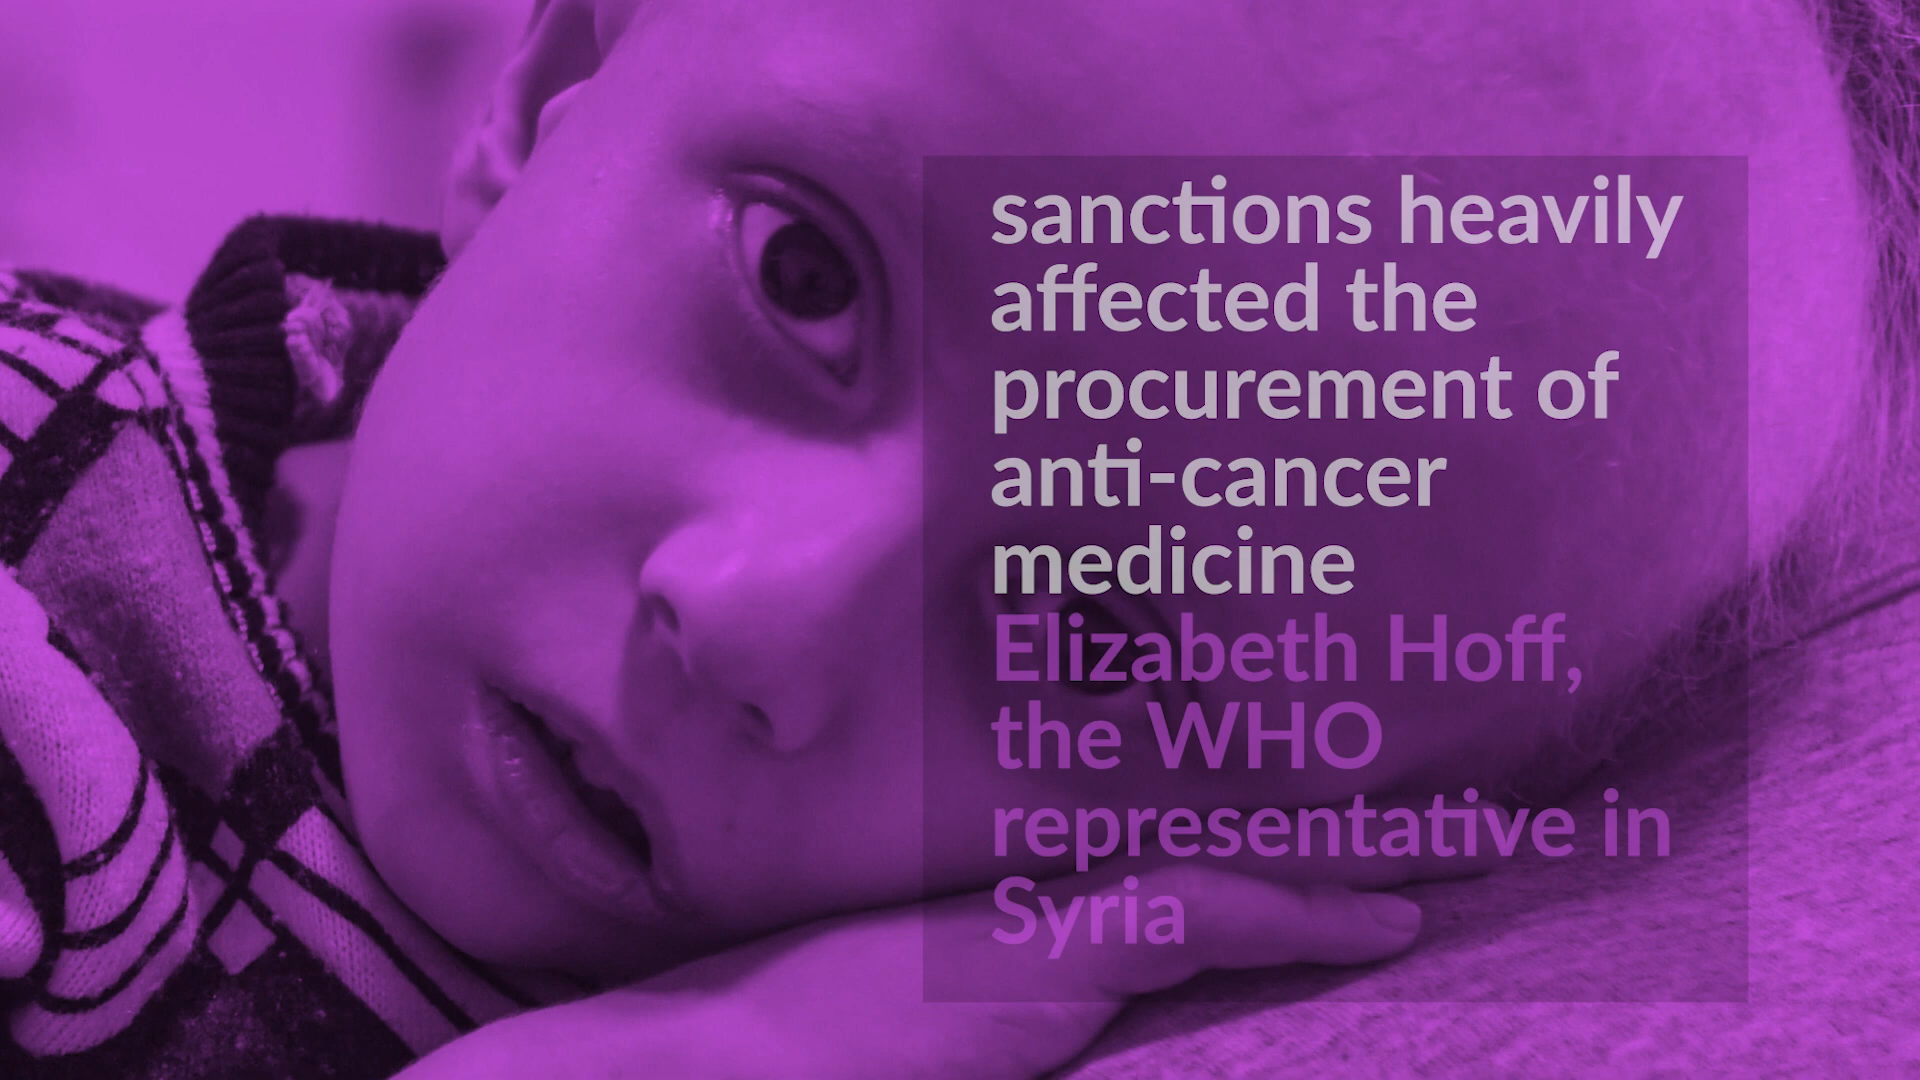 sanctions heavily
affected the
procurement of
anti-cancer
medicine
Elizabeth Hoff,
the WHO
representative in
Syria